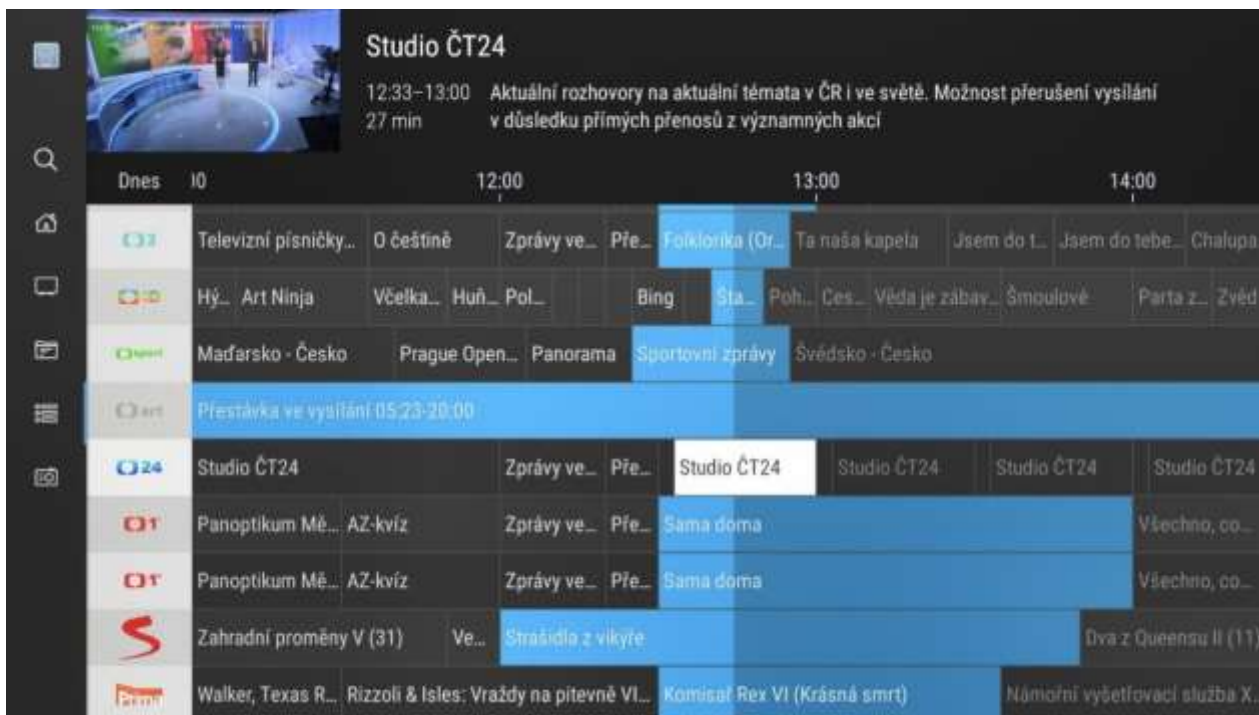 Studio ČT24
12:33–13:00 Aktuální rozhovory na aktuální témata v ČR i ve světě. Možnost přerušení vysílání
27 min v důsledku přímých přenosů z významných akcí
Dnes 12:00 13:00 14:00
Televizní písničky... O češtině Zprávy ve... Pře... Folklorika (Or... Ta naša kapela Jsem do t... Jsem do tebe... Chalupa
Hý... Art Ninja Včelka... Huň... Pol... Bing Sta... Poh... Ces... Věda je zábav... Šmoulové Parta z... Zvěd
sport Maďarsko - Česko Prague Open... Panorama Sportovní zprávy Švédsko - Česko
art Přestávka ve vysílání 05:23-20:00
24 Studio ČT24 Zprávy ve... Pře... Studio ČT24 Studio ČT24 Studio ČT24 Studio ČT24
1 Panoptikum Mě... AZ-kvíz Zprávy ve... Pře... Sama doma Všechno, co...
1 Panoptikum Mě... AZ-kvíz Zprávy ve... Pře... Sama doma Všechno, co...
S Zahradní proměny V (31) Ve... Strašidla z vikýře Dva z Queensu II (11)
Prima Walker, Texas R... Rizzoli & Isles: Vraždy na pitevně VI... Komisař Rex VI (Krásná smrt) Námořní vyšetřovací služba X